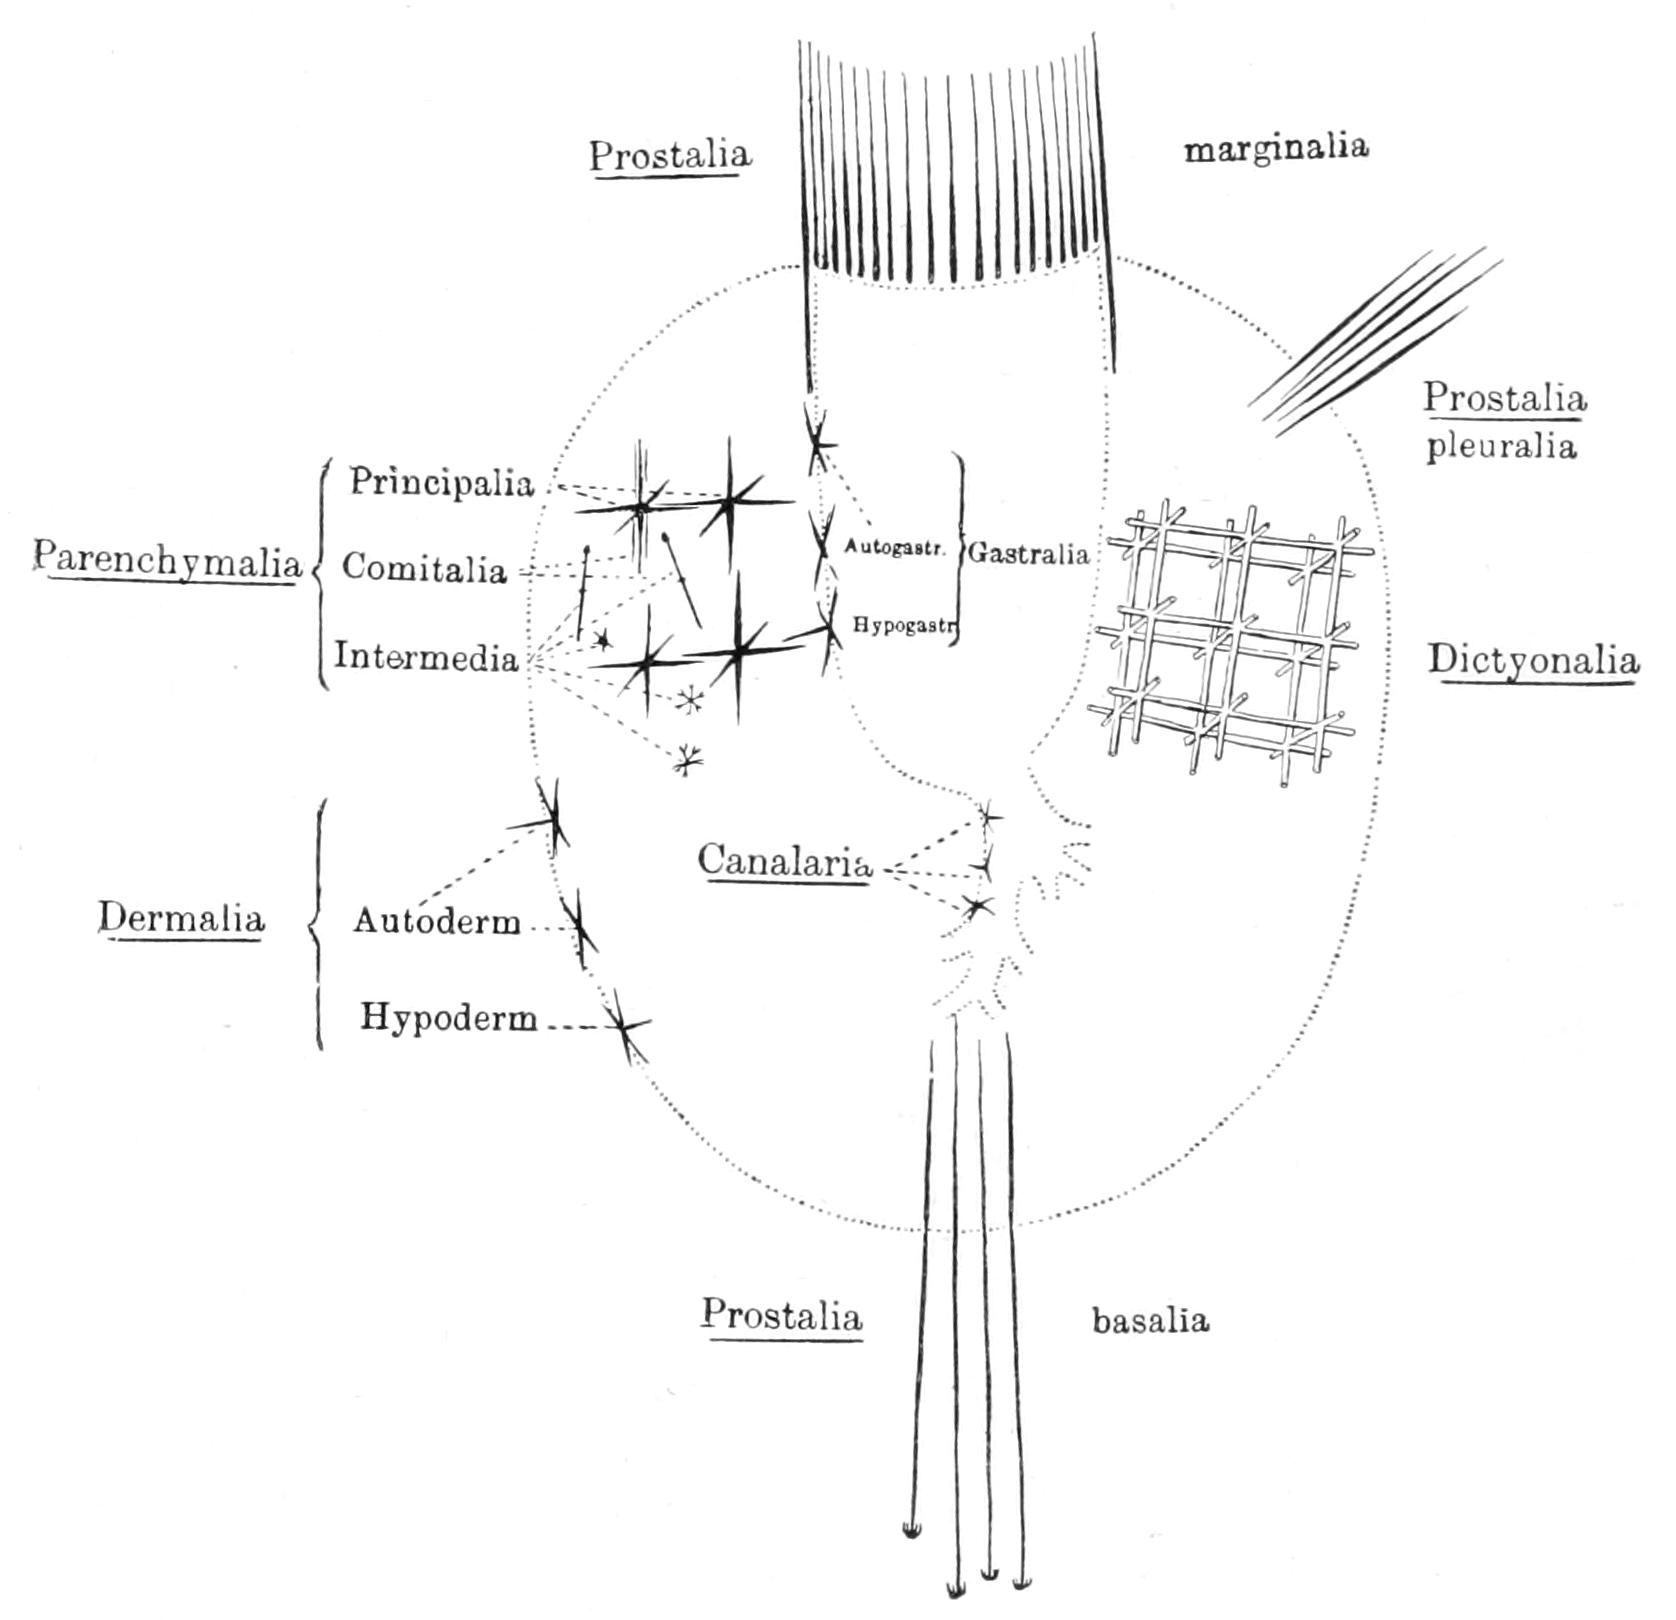 Prostalia
marginalia
Prostalia
pleuralia
Principalia
Parenchymalia
Comitalia
Intermedia
Autogastr.
Gastralia
Hypogastr
Dictyonalia
Canalaria
Dermalia
Autoderm
Hypoderm
Prostalia
basalia